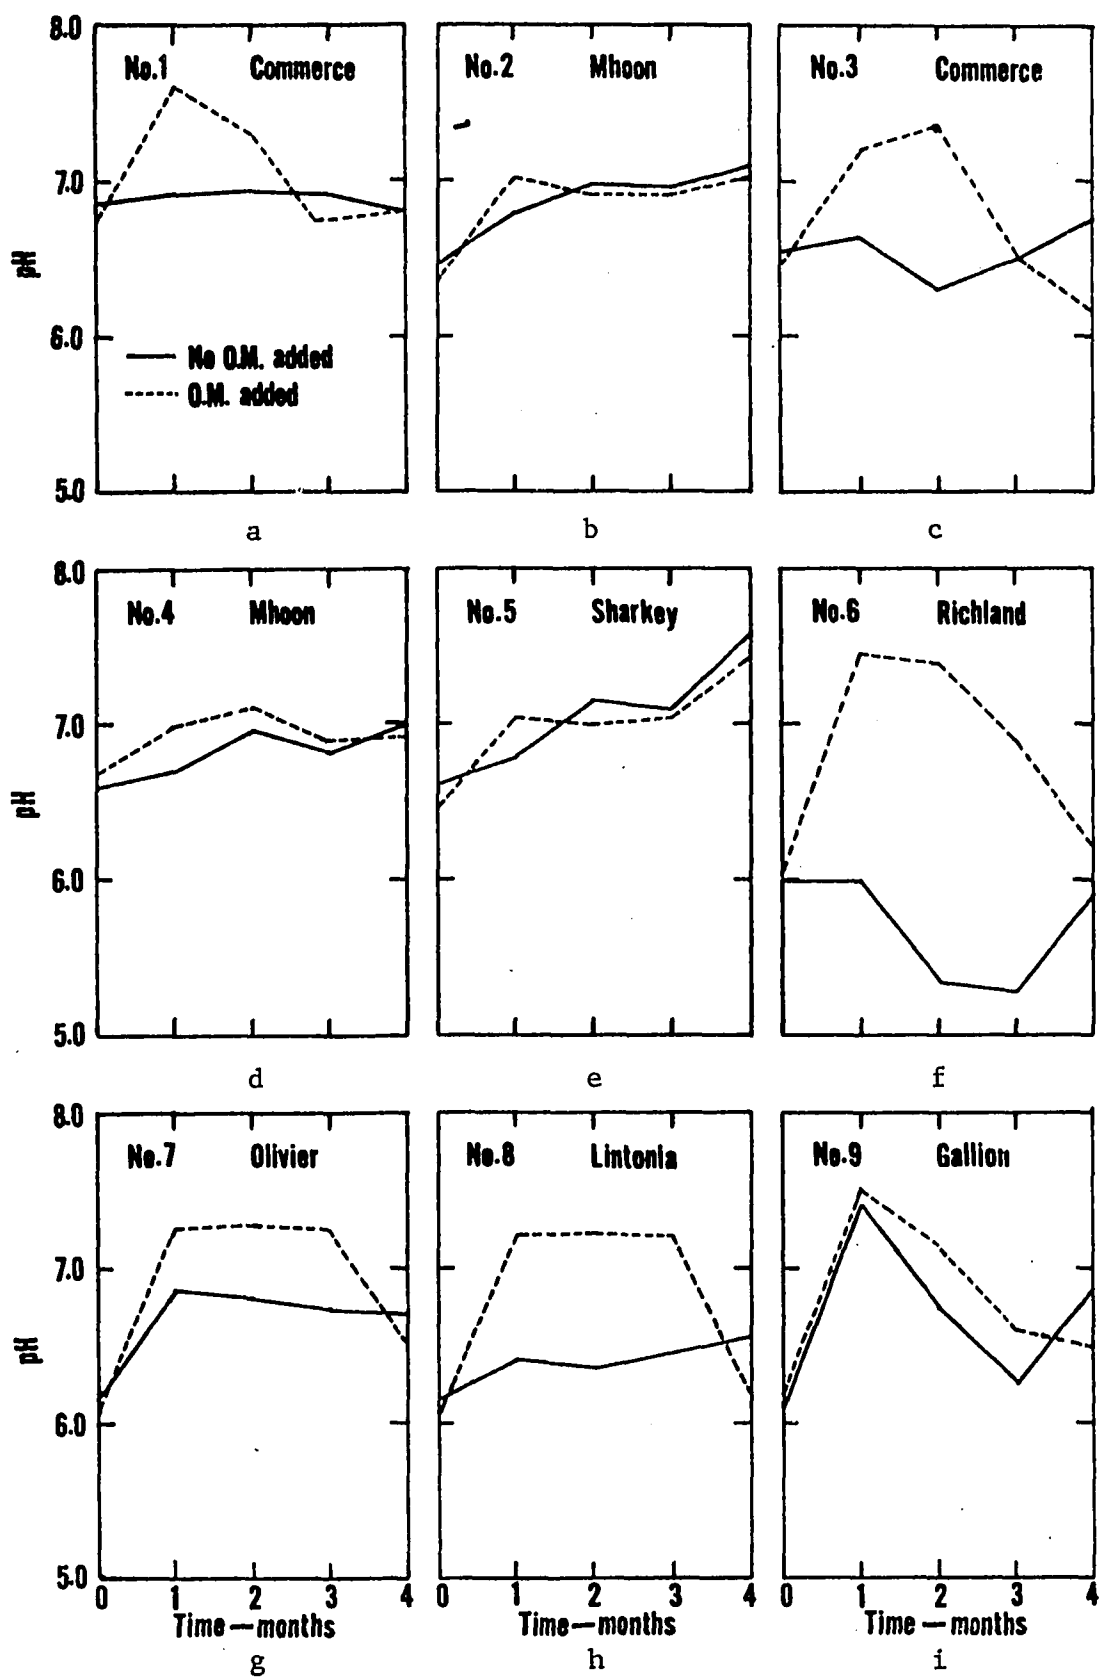 8.0
No.1 Commerce
No.2 Mhoon
No.3 Commerce
7.0
pH
6.0
No O.M. added
O.M. added
5.0
a b c
8.0
No.4 Mhoon
No.5 Sharkey
No.6 Richland
7.0
pH
6.0
5.0
d e f
8.0
No.7 Olivier
No.8 Lintonia
No.9 Gallion
7.0
pH
6.0
5.0
0 1 2 3 4 0 1 2 3 4 0 1 2 3 4
Time—months Time—months Time—months
g h i